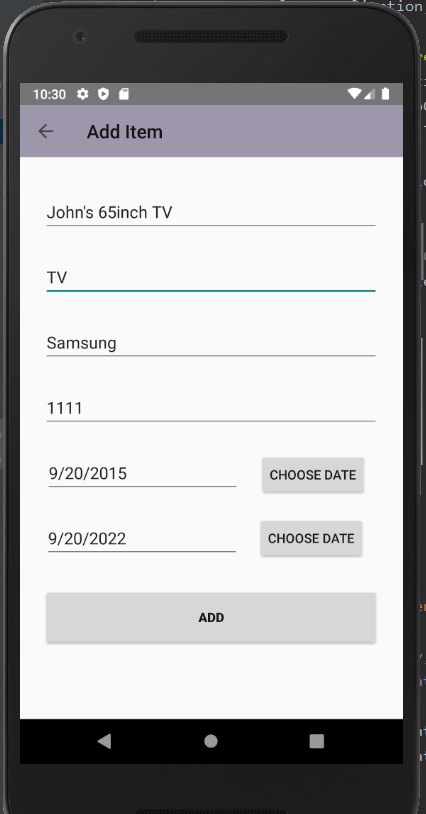 10:30
Add Item
John's 65inch TV
TV
Samsung
1111
9/20/2015 CHOOSE DATE
9/20/2022 CHOOSE DATE
ADD